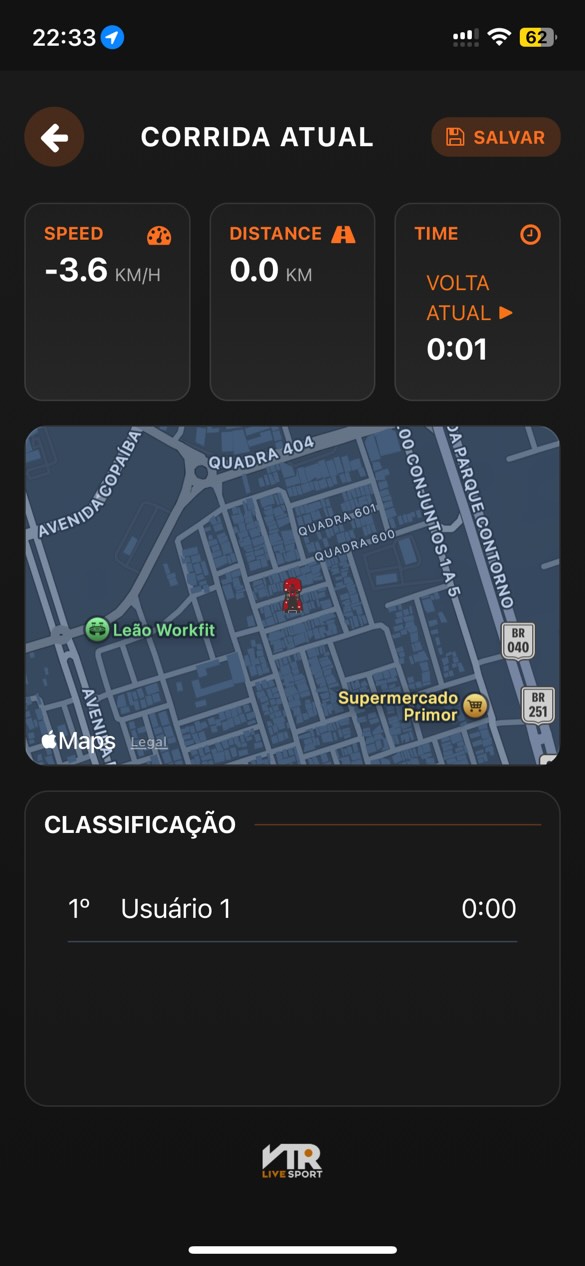 22:33
62
CORRIDA ATUAL
SALVAR
SPEED
-3.6 KM/H
DISTANCE
0.0 KM
TIME
VOLTA
ATUAL
0:01
AVENIDA COPAÍBA
QUADRA 404
QUADRA 601
QUADRA 600
00 CONJUNTOS 1 A 5
DA PARQUE CONTORNO
Leão Workfit
BR
040
BR
251
Supermercado
Primor
AVENIDA
Maps
Legal
CLASSIFICAÇÃO
1º Usuário 1 0:00
VTR
LIVE SPORT